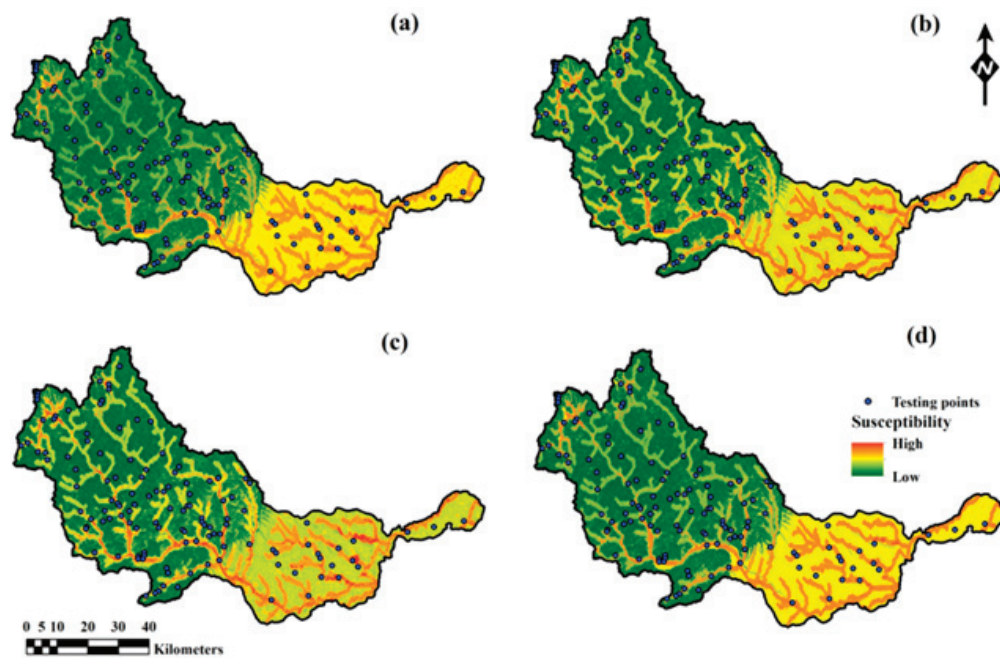 (a)
(b)
N
(c)
(d)
Testing points
Susceptibility
High
Low
0 5 10 20 30 40
Kilometers